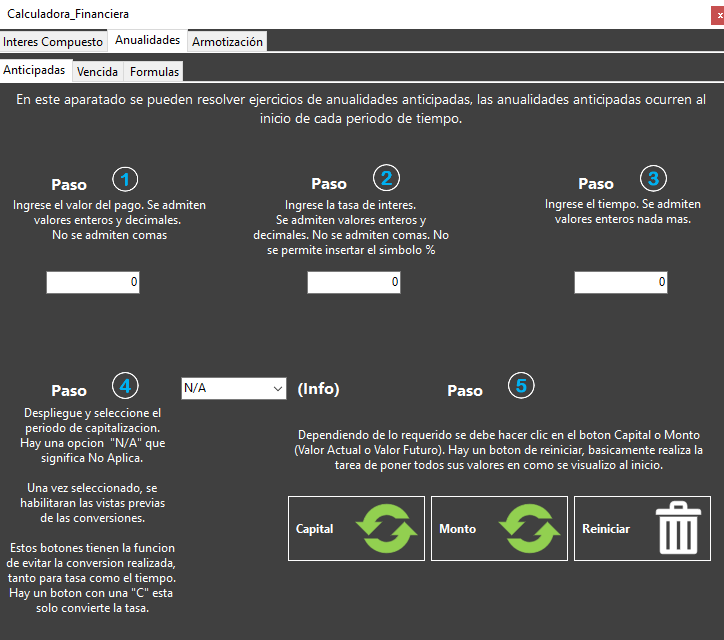 Calculadora_Financiera
x
Interes Compuesto Anualidades Armotización
Anticipadas Vencida Formulas
En este aparatado se pueden resolver ejercicios de anualidades anticipadas, las anualidades anticipadas ocurren al
inicio de cada periodo de tiempo.
Paso 1
Ingrese el valor del pago. Se admiten
valores enteros y decimales.
No se admiten comas
0
Paso 2
Ingrese la tasa de interes.
Se admiten valores enteros y
decimales. No se admiten comas. No
se permite insertar el simbolo %
0
Paso 3
Ingrese el tiempo. Se admiten
valores enteros nada mas.
0
Paso 4
N/A (Info)
Despliegue y seleccione el
periodo de capitalizacion.
Hay una opcion "N/A" que
significa No Aplica.
Una vez seleccionado, se
habilitaran las vistas previas
de las conversiones.
Estos botones tienen la funcion
de evitar la conversion realizada,
tanto para tasa como el tiempo.
Hay un boton con una "C" esta
solo convierte la tasa.
Paso 5
Dependiendo de lo requerido se debe hacer clic en el boton Capital o Monto
(Valor Actual o Valor Futuro). Hay un boton de reiniciar, basicamente realiza la
tarea de poner todos sus valores en como se visualizo al inicio.
Capital
Monto
Reiniciar